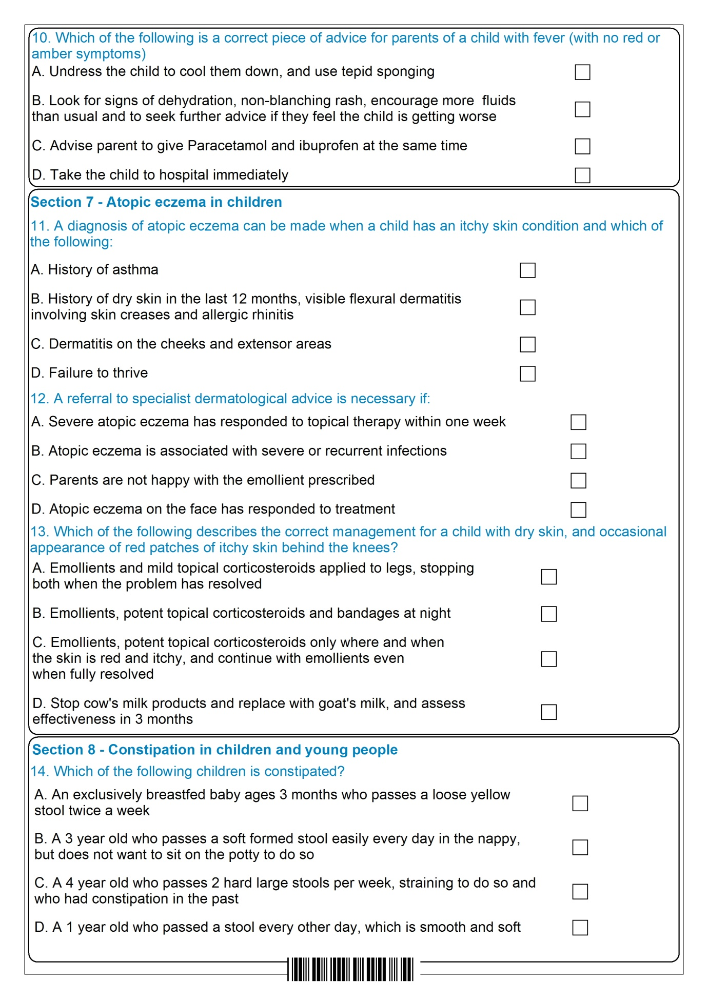 10. Which of the following is a correct piece of advice for parents of a child with fever (with no red or
amber symptoms)
A. Undress the child to cool them down, and use tepid sponging
B. Look for signs of dehydration, non-blanching rash, encourage more  fluids
than usual and to seek further advice if they feel the child is getting worse
C. Advise parent to give Paracetamol and ibuprofen at the same time
D. Take the child to hospital immediately
Section 7 - Atopic eczema in children
11. A diagnosis of atopic eczema can be made when a child has an itchy skin condition and which of
the following:
A. History of asthma
B. History of dry skin in the last 12 months, visible flexural dermatitis
involving skin creases and allergic rhinitis
C. Dermatitis on the cheeks and extensor areas
D. Failure to thrive
12. A referral to specialist dermatological advice is necessary if:
A. Severe atopic eczema has responded to topical therapy within one week
B. Atopic eczema is associated with severe or recurrent infections
C. Parents are not happy with the emollient prescribed
D. Atopic eczema on the face has responded to treatment
13. Which of the following describes the correct management for a child with dry skin, and occasional
appearance of red patches of itchy skin behind the knees?
A. Emollients and mild topical corticosteroids applied to legs, stopping
both when the problem has resolved
B. Emollients, potent topical corticosteroids and bandages at night
C. Emollients, potent topical corticosteroids only where and when
the skin is red and itchy, and continue with emollients even
when fully resolved
D. Stop cow's milk products and replace with goat's milk, and assess
effectiveness in 3 months
Section 8 - Constipation in children and young people
14. Which of the following children is constipated?
A. An exclusively breastfed baby ages 3 months who passes a loose yellow
stool twice a week
B. A 3 year old who passes a soft formed stool easily every day in the nappy,
but does not want to sit on the potty to do so
C. A 4 year old who passes 2 hard large stools per week, straining to do so and
who had constipation in the past
D. A 1 year old who passed a stool every other day, which is smooth and soft